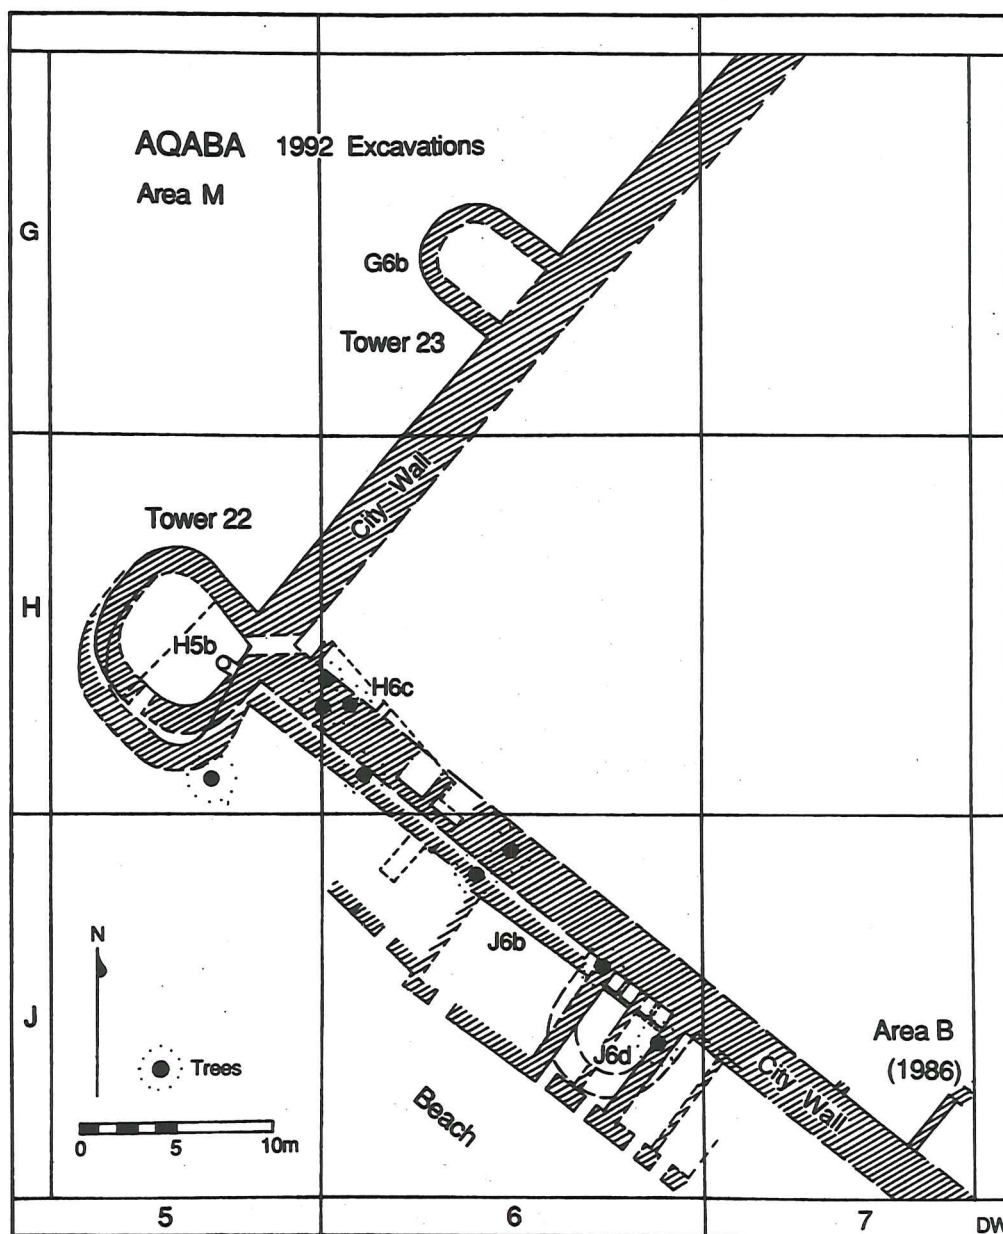 AQABA 1992 Excavations
Area M
G
G6b
Tower 23
City Wall
Tower 22
H
H5b
H6c
N
J6b
J
J6d
Area B
(1986)
Trees
City Wall
Beach
0 5 10m
5 6 7
DW